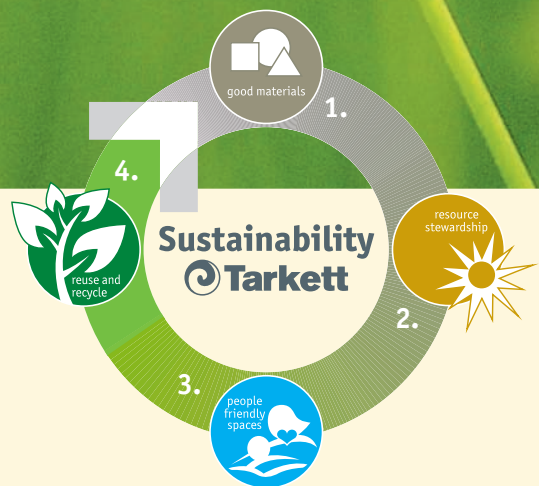 good materials
1.
4.
resource
stewardship
Sustainability
Tarkett
reuse and
recycle
2.
3.
people
friendly
spaces